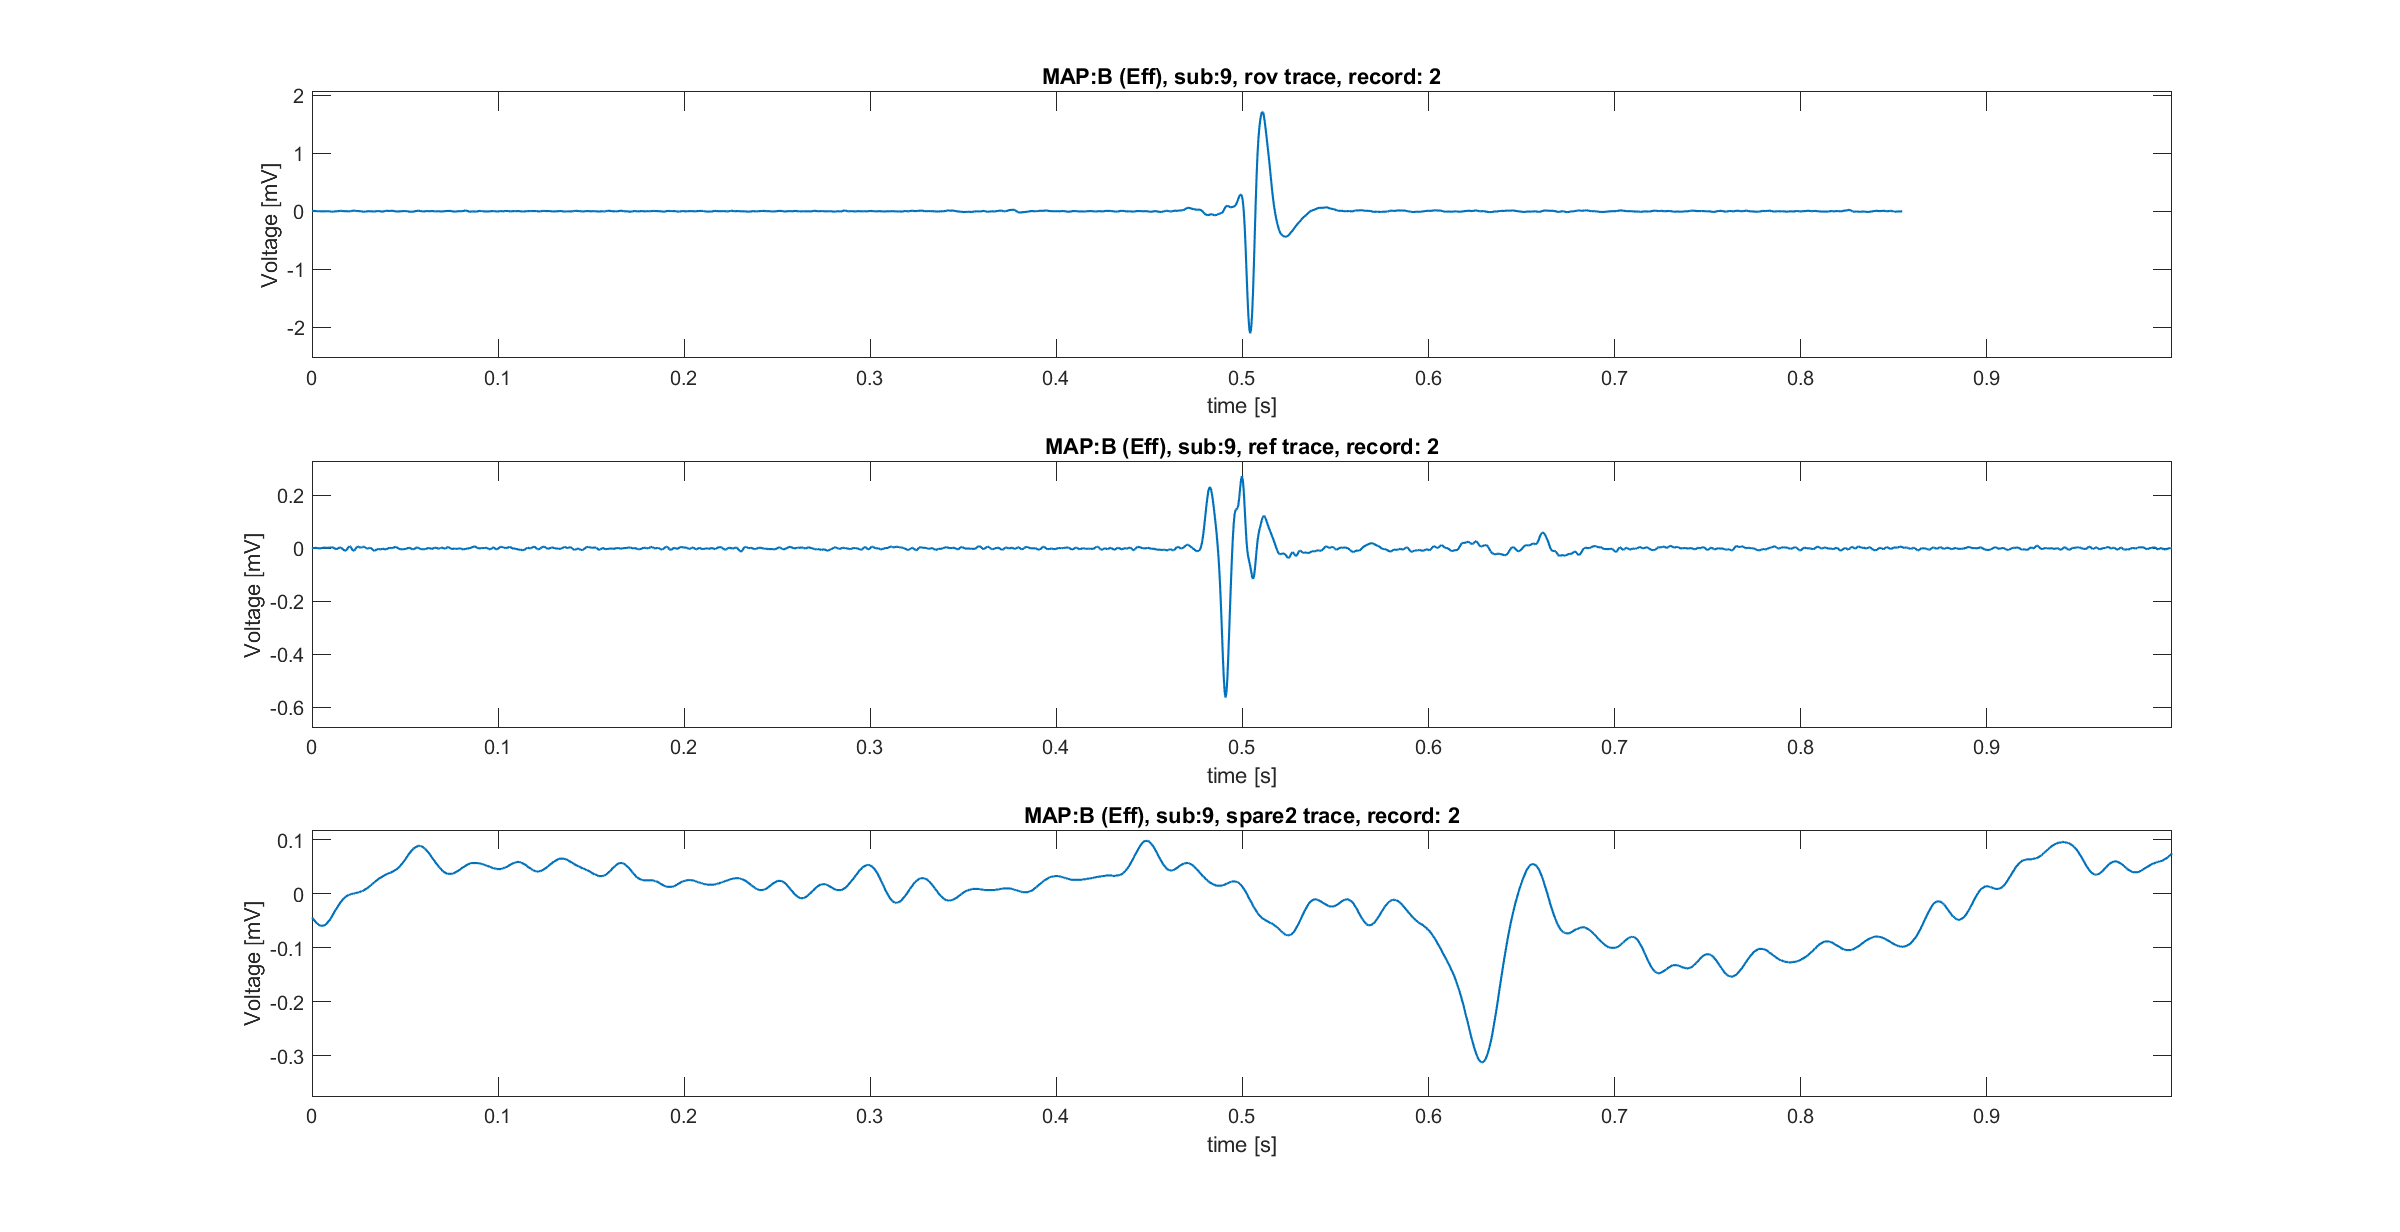 MAP:B (Eff), sub:9, rov trace, record: 2
Voltage [mV]
2
1
0
-1
-2
0 0.1 0.2 0.3 0.4 0.5 0.6 0.7 0.8 0.9
time [s]
MAP:B (Eff), sub:9, ref trace, record: 2
Voltage [mV]
0.2
0
-0.2
-0.4
-0.6
0 0.1 0.2 0.3 0.4 0.5 0.6 0.7 0.8 0.9
time [s]
MAP:B (Eff), sub:9, spare2 trace, record: 2
Voltage [mV]
0.1
0
-0.1
-0.2
-0.3
0 0.1 0.2 0.3 0.4 0.5 0.6 0.7 0.8 0.9
time [s]